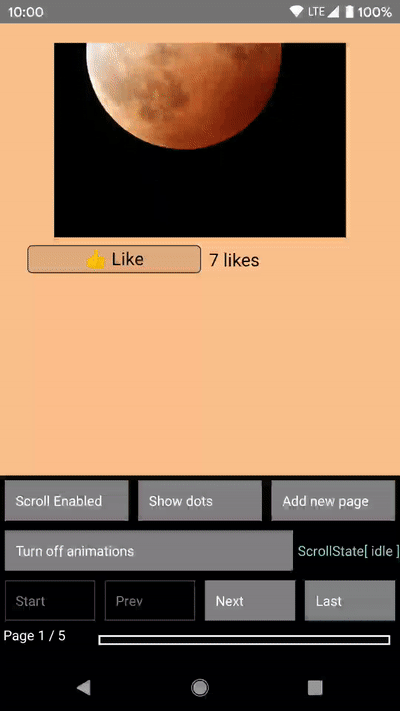 10:00 LTE 100%
👍 Like 7 likes
Scroll Enabled Show dots Add new page
Turn off animations ScrollState[ idle ]
Start Prev Next Last
Page 1 / 5